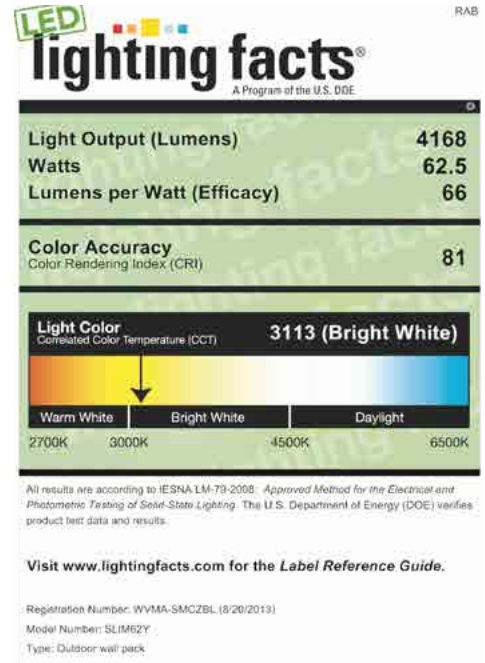 RAB
LED
lighting facts®
A Program of the U.S. DOE
Light Output (Lumens) 4168
Watts 62.5
Lumens per Watt (Efficacy) 66
Color Accuracy
Color Rendering Index (CRI) 81
Light Color
Correlated Color Temperature (CCT) 3113 (Bright White)
Warm White Bright White Daylight
2700K 3000K 4500K 6500K
All results are according to IESNA LM-79-2008: Approved Method for the Electrical and
Photometric Testing of Solid-State Lighting. The U.S. Department of Energy (DOE) verifies
product test data and results.
Visit www.lightingfacts.com for the Label Reference Guide.
Registration Number: WVMA-SMCZBL (8/20/2013)
Model Number: SLIM62Y
Type: Outdoor wall pack